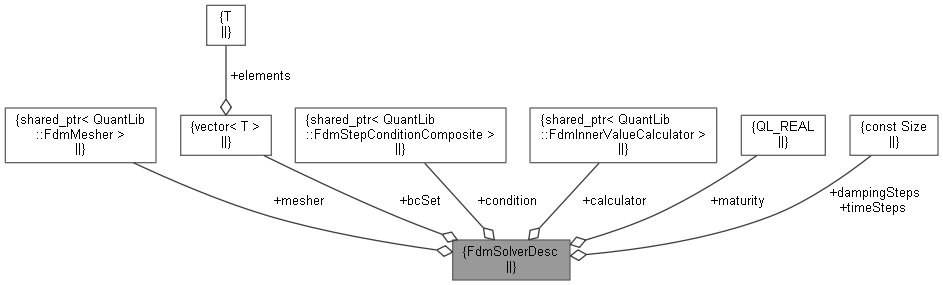 {T
||}
+elements
{shared_ptr< QuantLib
::FdmMesher >
||}
{vector< T >
||}
{shared_ptr< QuantLib
::FdmStepConditionComposite >
||}
{shared_ptr< QuantLib
::FdmInnerValueCalculator >
||}
{QL_REAL
||}
{const Size
||}
+mesher
+bcSet
+condition
+calculator
+maturity
+dampingSteps
+timeSteps
{FdmSolverDesc
||}